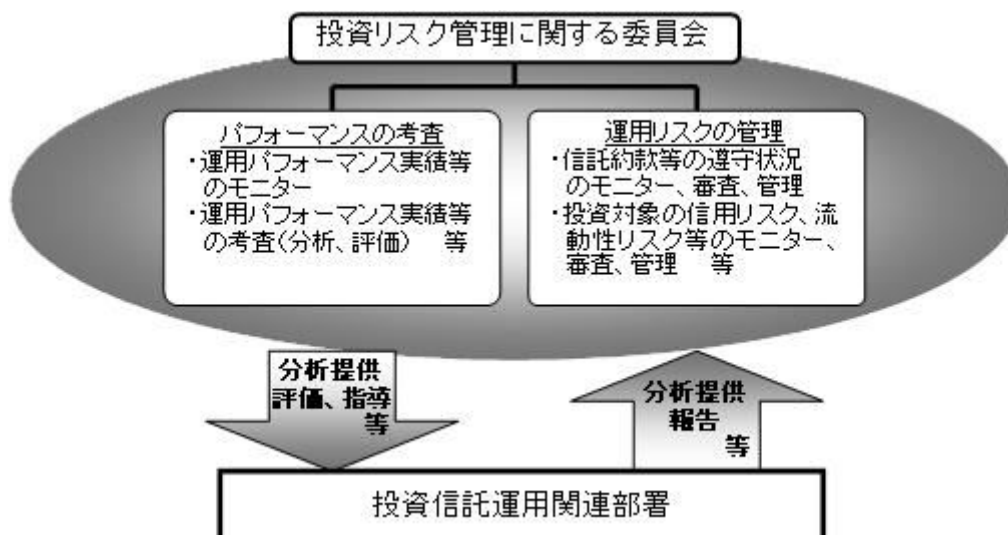 投資リスク管理に関する委員会
パフォーマンスの考査
・運用パフォーマンス実績等
のモニター
・運用パフォーマンス実績等
の考査(分析、評価) 等
運用リスクの管理
・信託約款等の遵守状況
のモニター、審査、管理
・投資対象の信用リスク、流
動性リスク等のモニター、
審査、管理 等
分析提供
評価、指導
等
分析提供
報告
等
投資信託運用関連部署